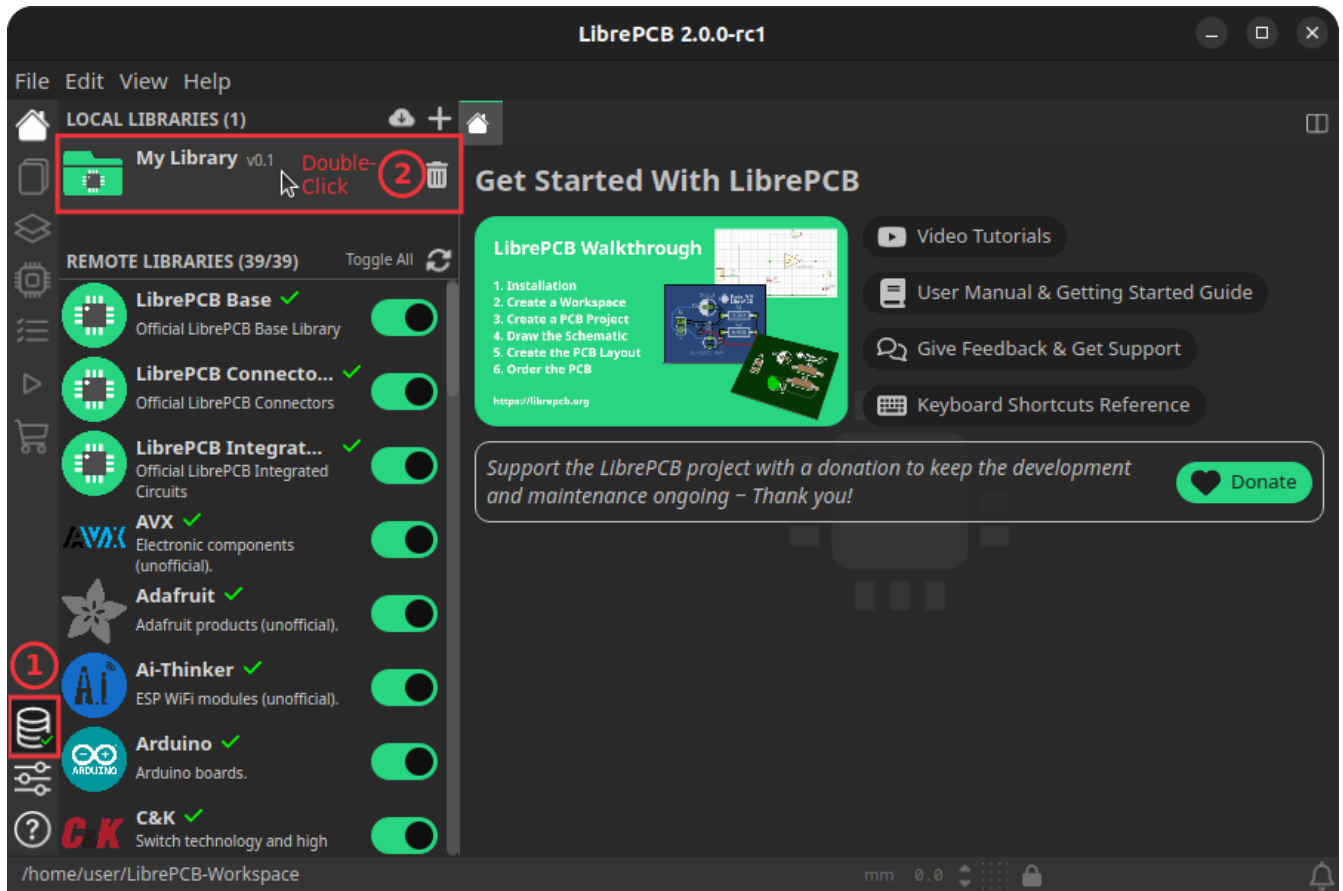 LibrePCB 2.0.0-rc1
File Edit View Help
LOCAL LIBRARIES (1)
My Library v0.1
Double-
Click
2
REMOTE LIBRARIES (39/39) Toggle All
LibrePCB Base
Official LibrePCB Base Library
LibrePCB Connecto...
Official LibrePCB Connectors
LibrePCB Integrat...
Official LibrePCB Integrated
Circuits
AVX
AVX
Electronic components
(unofficial).
Adafruit
Adafruit products (unofficial).
1
Ai
Ai-Thinker
ESP WiFi modules (unofficial).
ARDUINO
Arduino
Arduino boards.
C&K
C&K
Switch technology and high
Get Started With LibrePCB
LibrePCB Walkthrough
1. Installation
2. Create a Workspace
3. Create a PCB Project
4. Draw the Schematic
5. Create the PCB Layout
6. Order the PCB
https://librepcb.org
Video Tutorials
User Manual & Getting Started Guide
Give Feedback & Get Support
Keyboard Shortcuts Reference
Support the LibrePCB project with a donation to keep the development
and maintenance ongoing – Thank you!
Donate
/home/user/LibrePCB-Workspace
mm 0.0